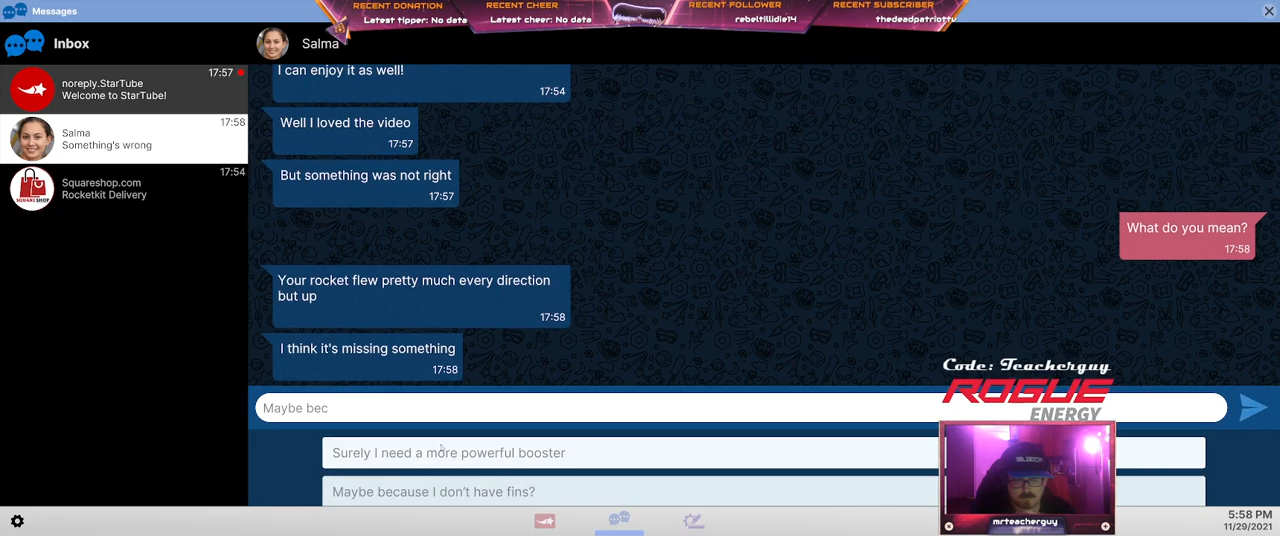 Messages
RECENT DONATION
Latest tipper: No data
RECENT CHEER
Latest cheer: No data
RECENT FOLLOWER
rebeltillidie14
RECENT SUBSCRIBER
thedeadpatriottv
Inbox
Salma
noreply.StarTube
Welcome to StarTube!
17:57
Salma
Something's wrong
17:58
Squareshop.com
Rocketkit Delivery
17:54
SQUARE SHOP
I can enjoy it as well!
17:54
Well I loved the video
17:57
But something was not right
17:57
What do you mean?
17:58
Your rocket flew pretty much every direction
but up
17:58
I think it's missing something
17:58
Maybe bec
Surely I need a more powerful booster
Maybe because I don't have fins?
Code: Teacherguy
ROGUE
ENERGY
mrteacherguy
5:58 PM
11/29/2021